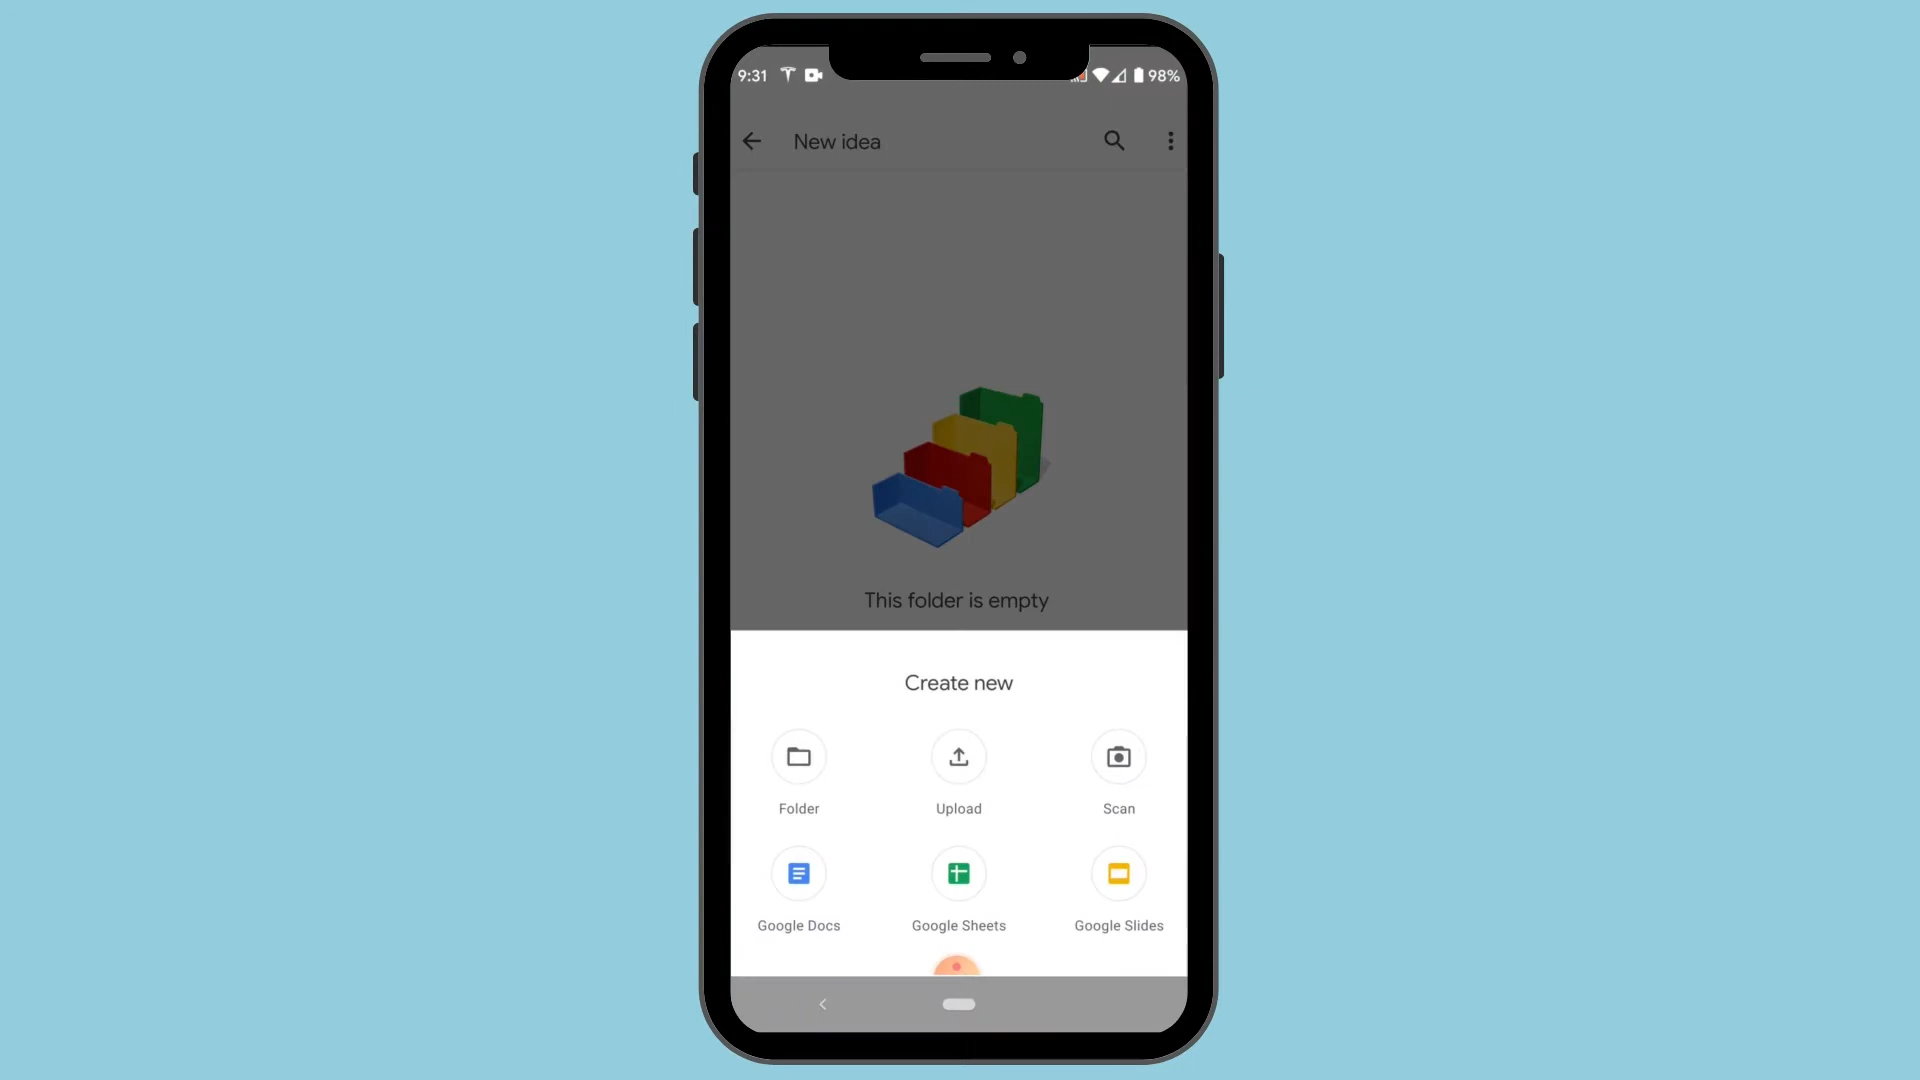 9:31 98%
New idea
This folder is empty
Create new
Folder Upload Scan
Google Docs Google Sheets Google Slides